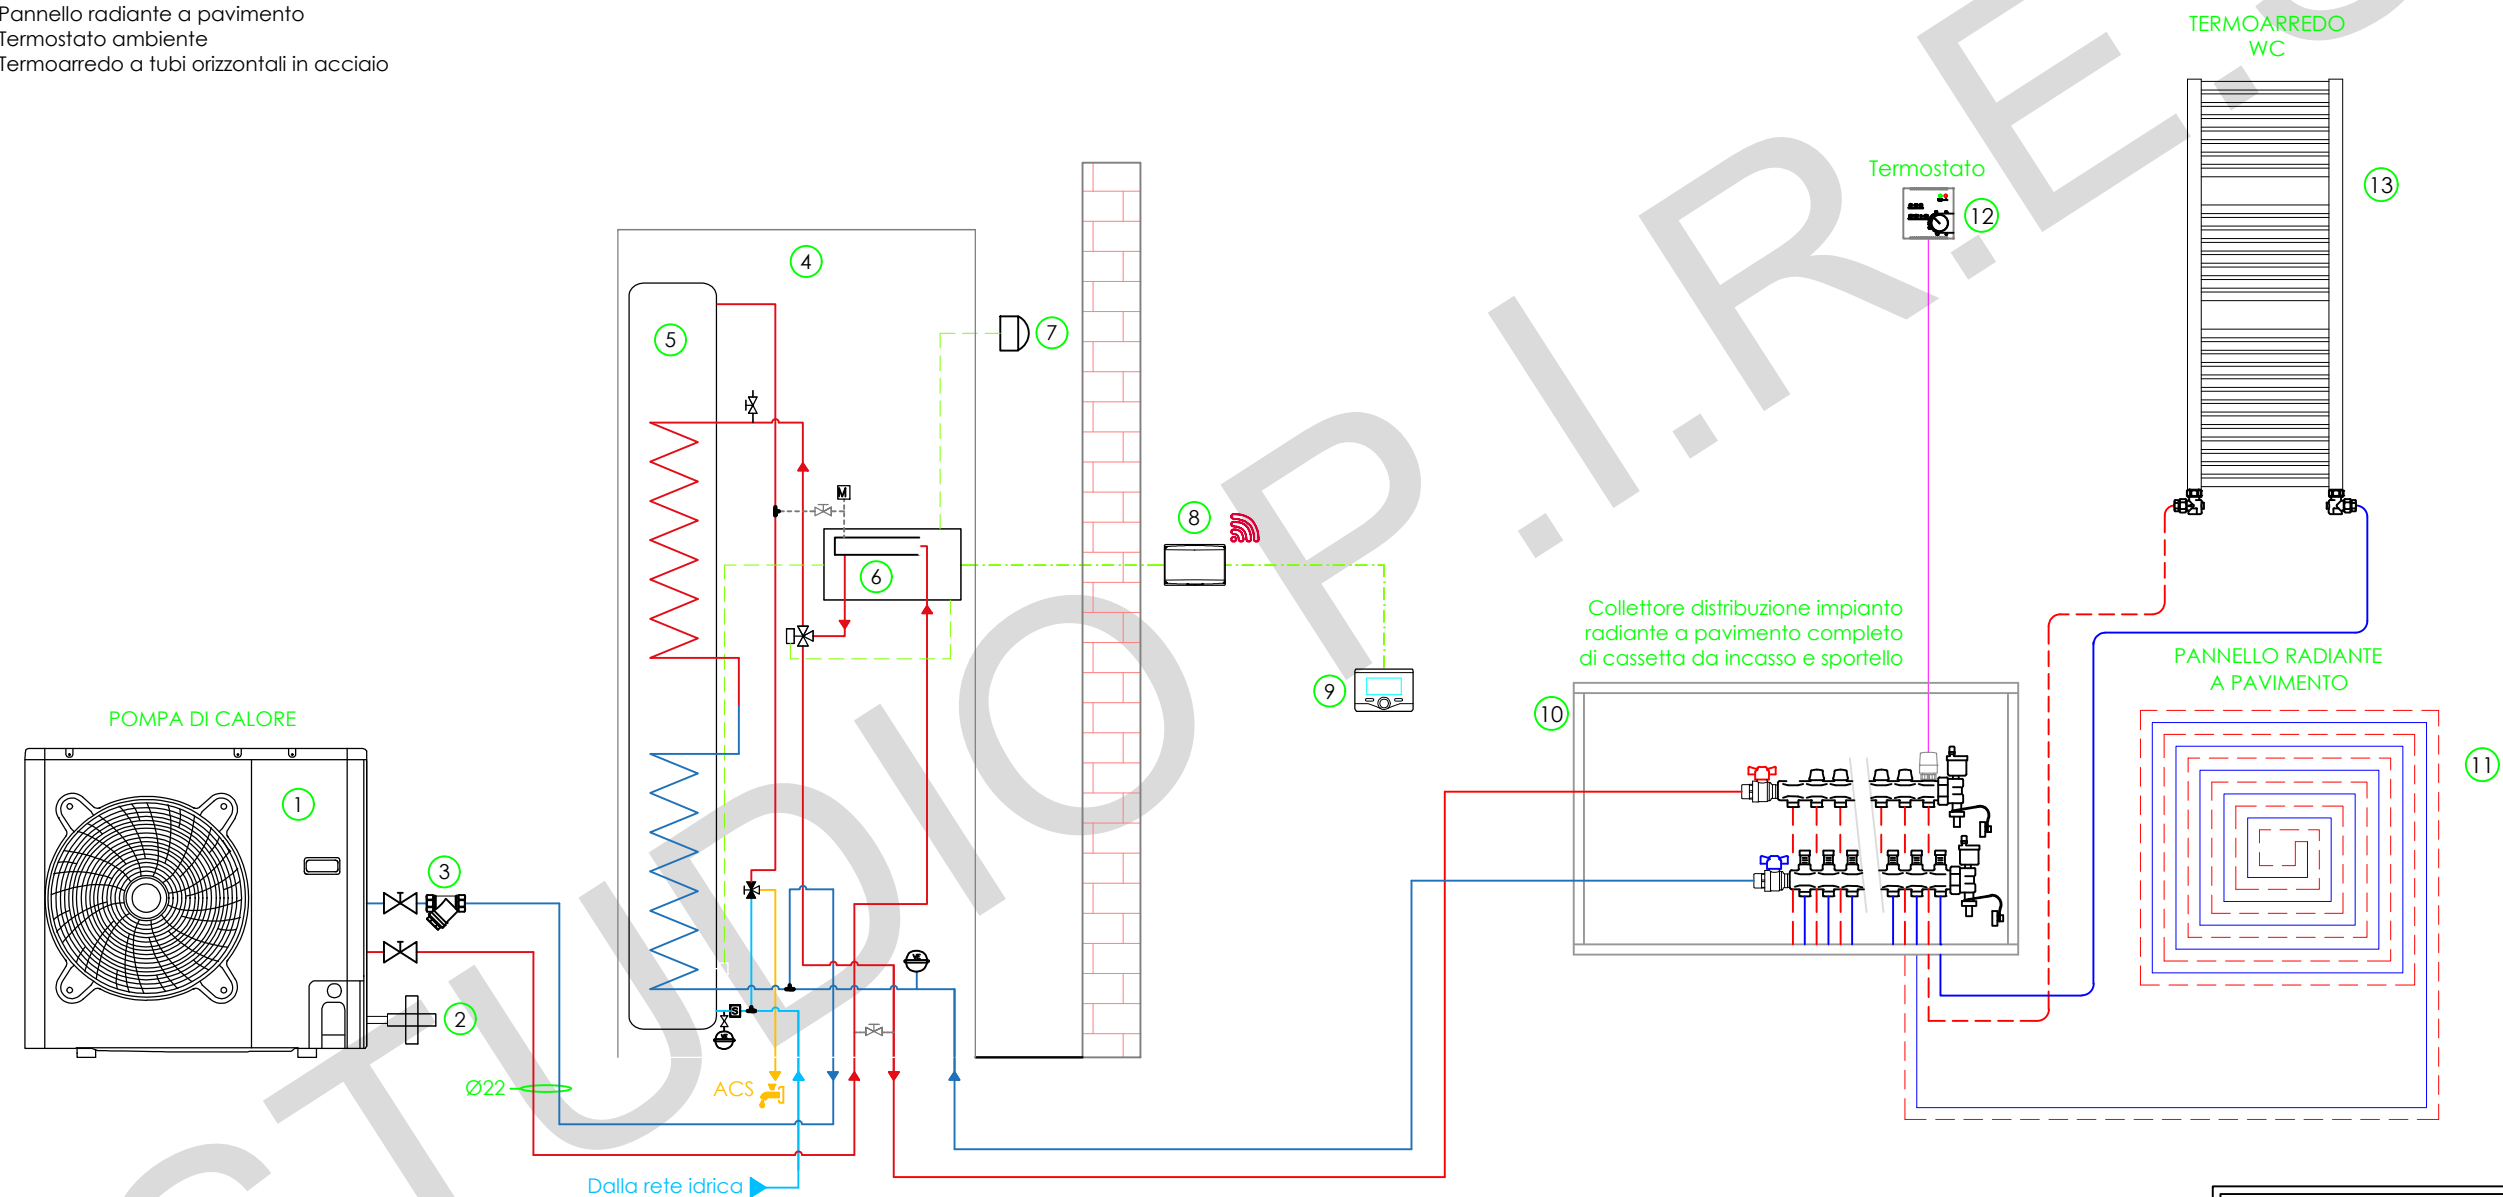 Pannello radiante a pavimento
Termostato ambiente
Termoarredo a tubi orizzontali in acciaio
TERMOARREDO
WC
13
Termostato
12
4
5
7
M
8
6
Collettore distribuzione impianto
radiante a pavimento completo
di cassetta da incasso e sportello
PANNELLO RADIANTE
A PAVIMENTO
9
10
POMPA DI CALORE
11
1
3
VE
2
S
Ø22
ACS
Dalla rete idrica
STUDIO P.I.R.E.S